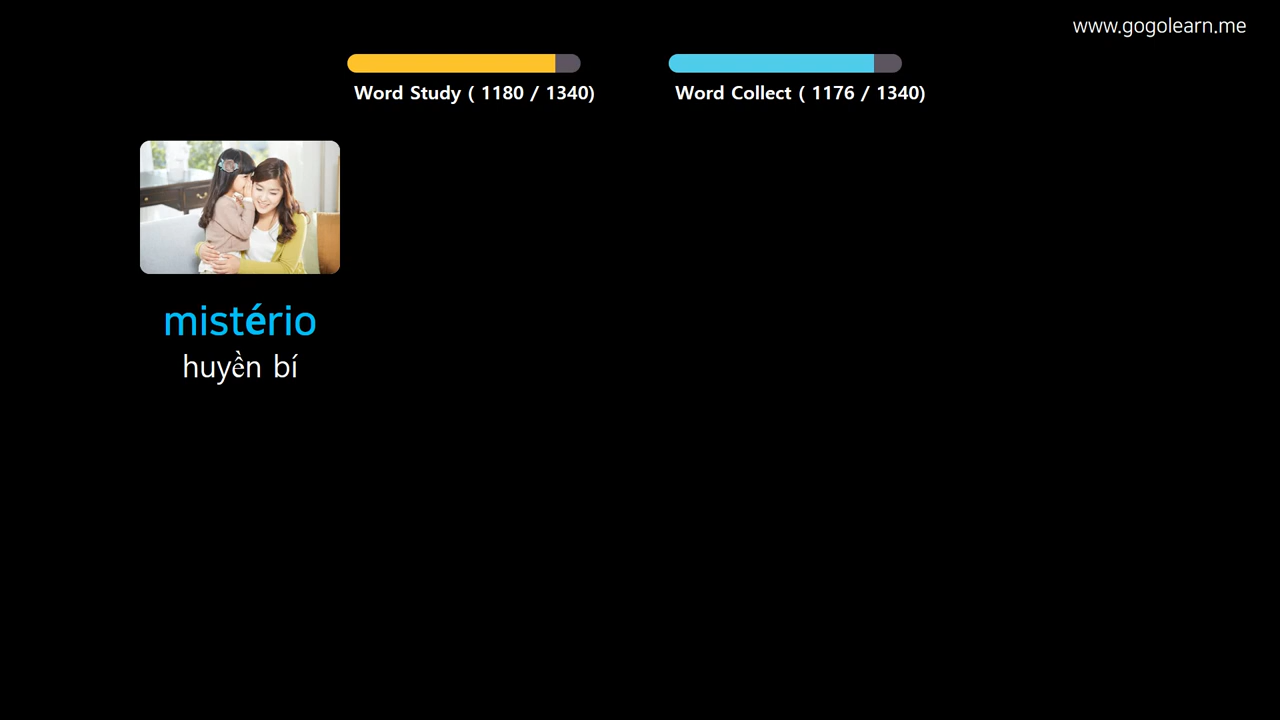 www.gogolearn.me
Word Study ( 1180 / 1340)
Word Collect ( 1176 / 1340)
mistério
huyền bí